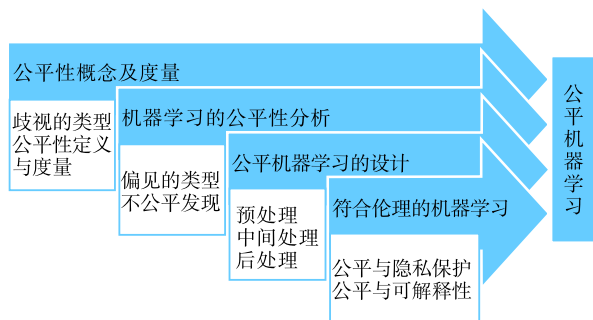 公平性概念及度量
歧视的类型
公平性定义
与度量
机器学习的公平性分析
偏见的类型
不公平发现
公平机器学习的设计
预处理
中间处理
后处理
符合伦理的机器学习
公平与隐私保护
公平与可解释性
公平机器学习